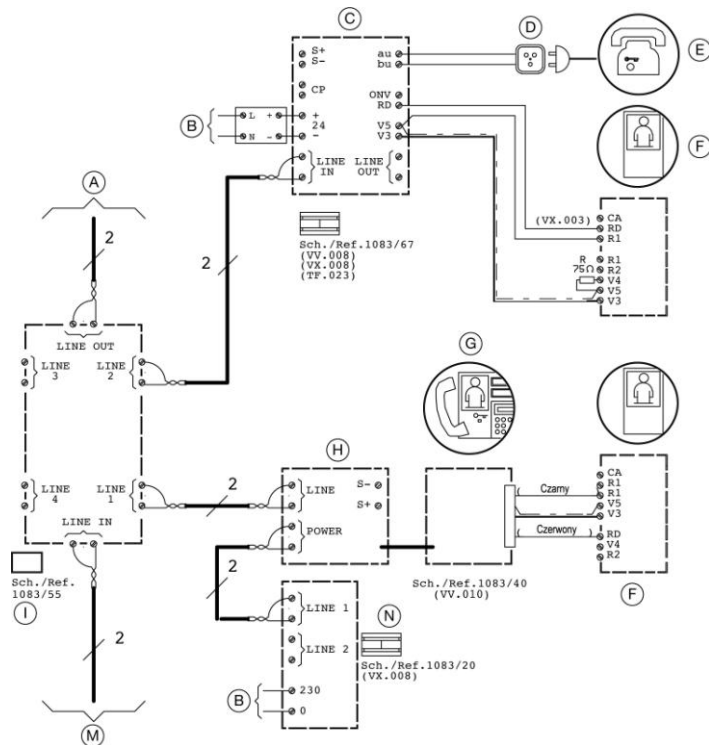 C
D
E
S+
S-
CP
+
24
-
LINE
IN
LINE
OUT
au
bu
ONV
RD
V5
V3
B
L +
N -
F
(VX.003)
CA
RD
R1
R1
R2
V4
V5
V3
R
75Ω
Sch./Ref.1083/67
(VV.008)
(VX.008)
(TF.023)
A
2
2
LINE OUT
LINE
3
LINE
2
LINE
4
LINE
1
LINE IN
I
Sch./Ref.
1083/55
2
M
G
H
2
LINE
POWER
S-
S+
2
Czarny
Czerwony
CA
R1
R1
V5
V3
RD
V4
R2
F
Sch./Ref.1083/40
(VV.010)
LINE 1
LINE 2
230
0
B
N
Sch./Ref.1083/20
(VX.008)